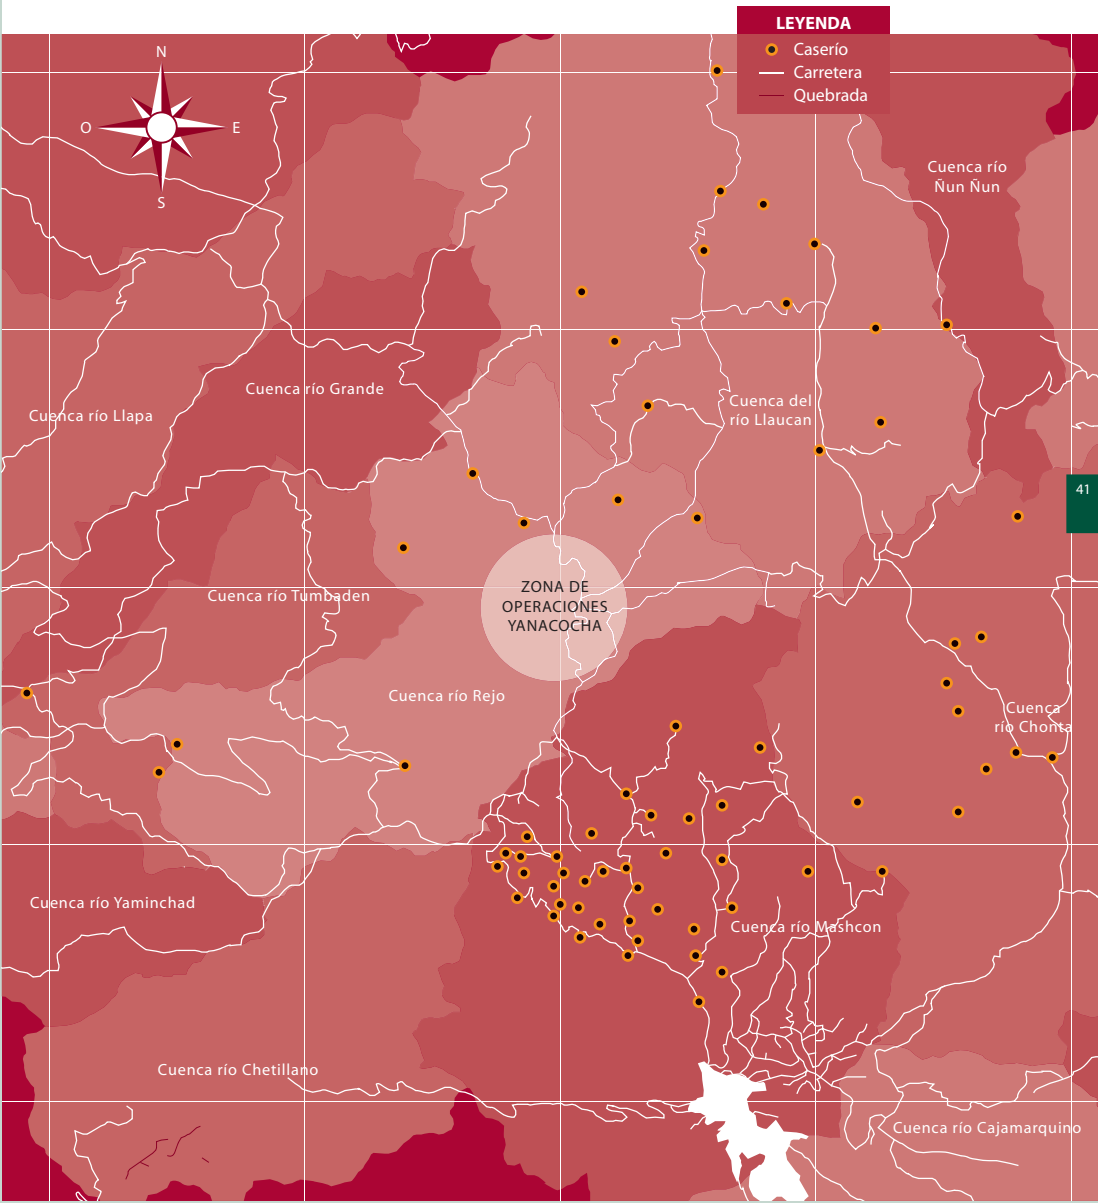 LEYENDA
Caserío
Carretera
Quebrada
N
O
E
S
Cuenca río
Ñun Ñun
Cuenca río Grande
Cuenca río Llapa
Cuenca del
río Llaucan
41
ZONA DE
OPERACIONES
YANACOCHA
Cuenca río Tumbaden
Cuenca río Rejo
Cuenca
río Chonta
Cuenca río Yaminchad
Cuenca río Mashcon
Cuenca río Chetillano
Cuenca río Cajamarquino